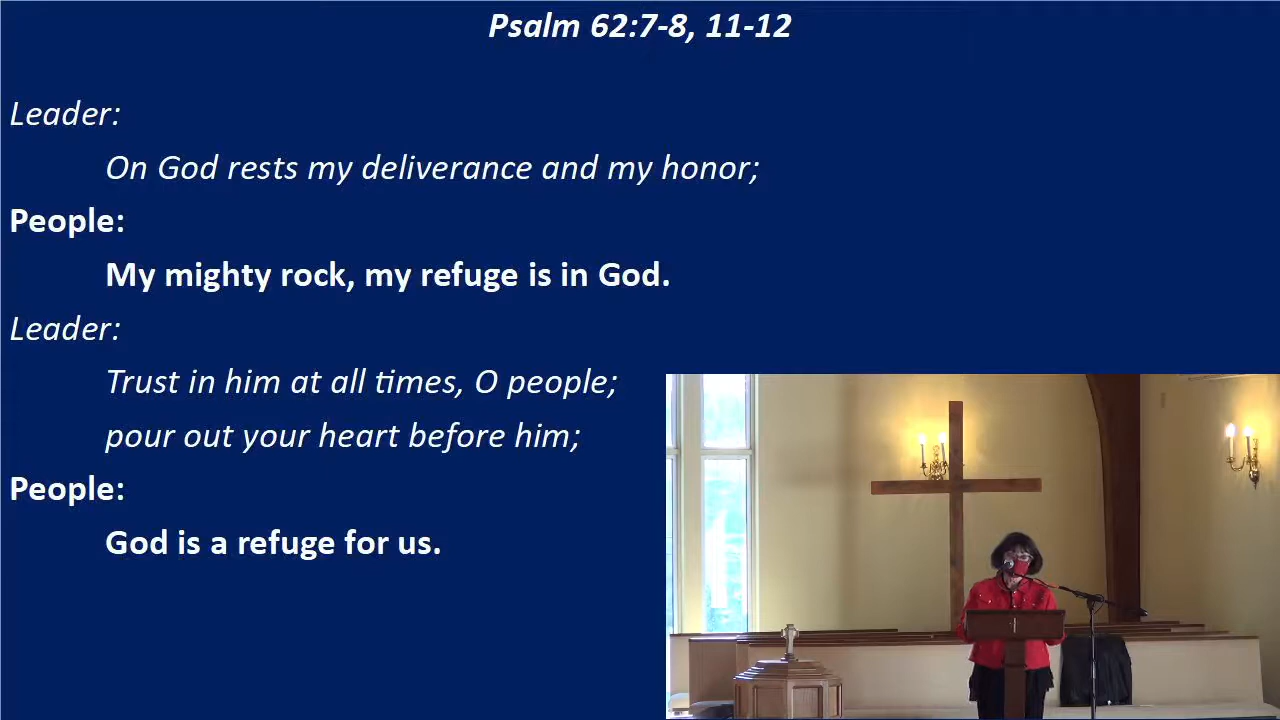 Psalm 62:7-8, 11-12
Leader:
On God rests my deliverance and my honor;
People:
My mighty rock, my refuge is in God.
Leader:
Trust in him at all times, O people;
pour out your heart before him;
People:
God is a refuge for us.